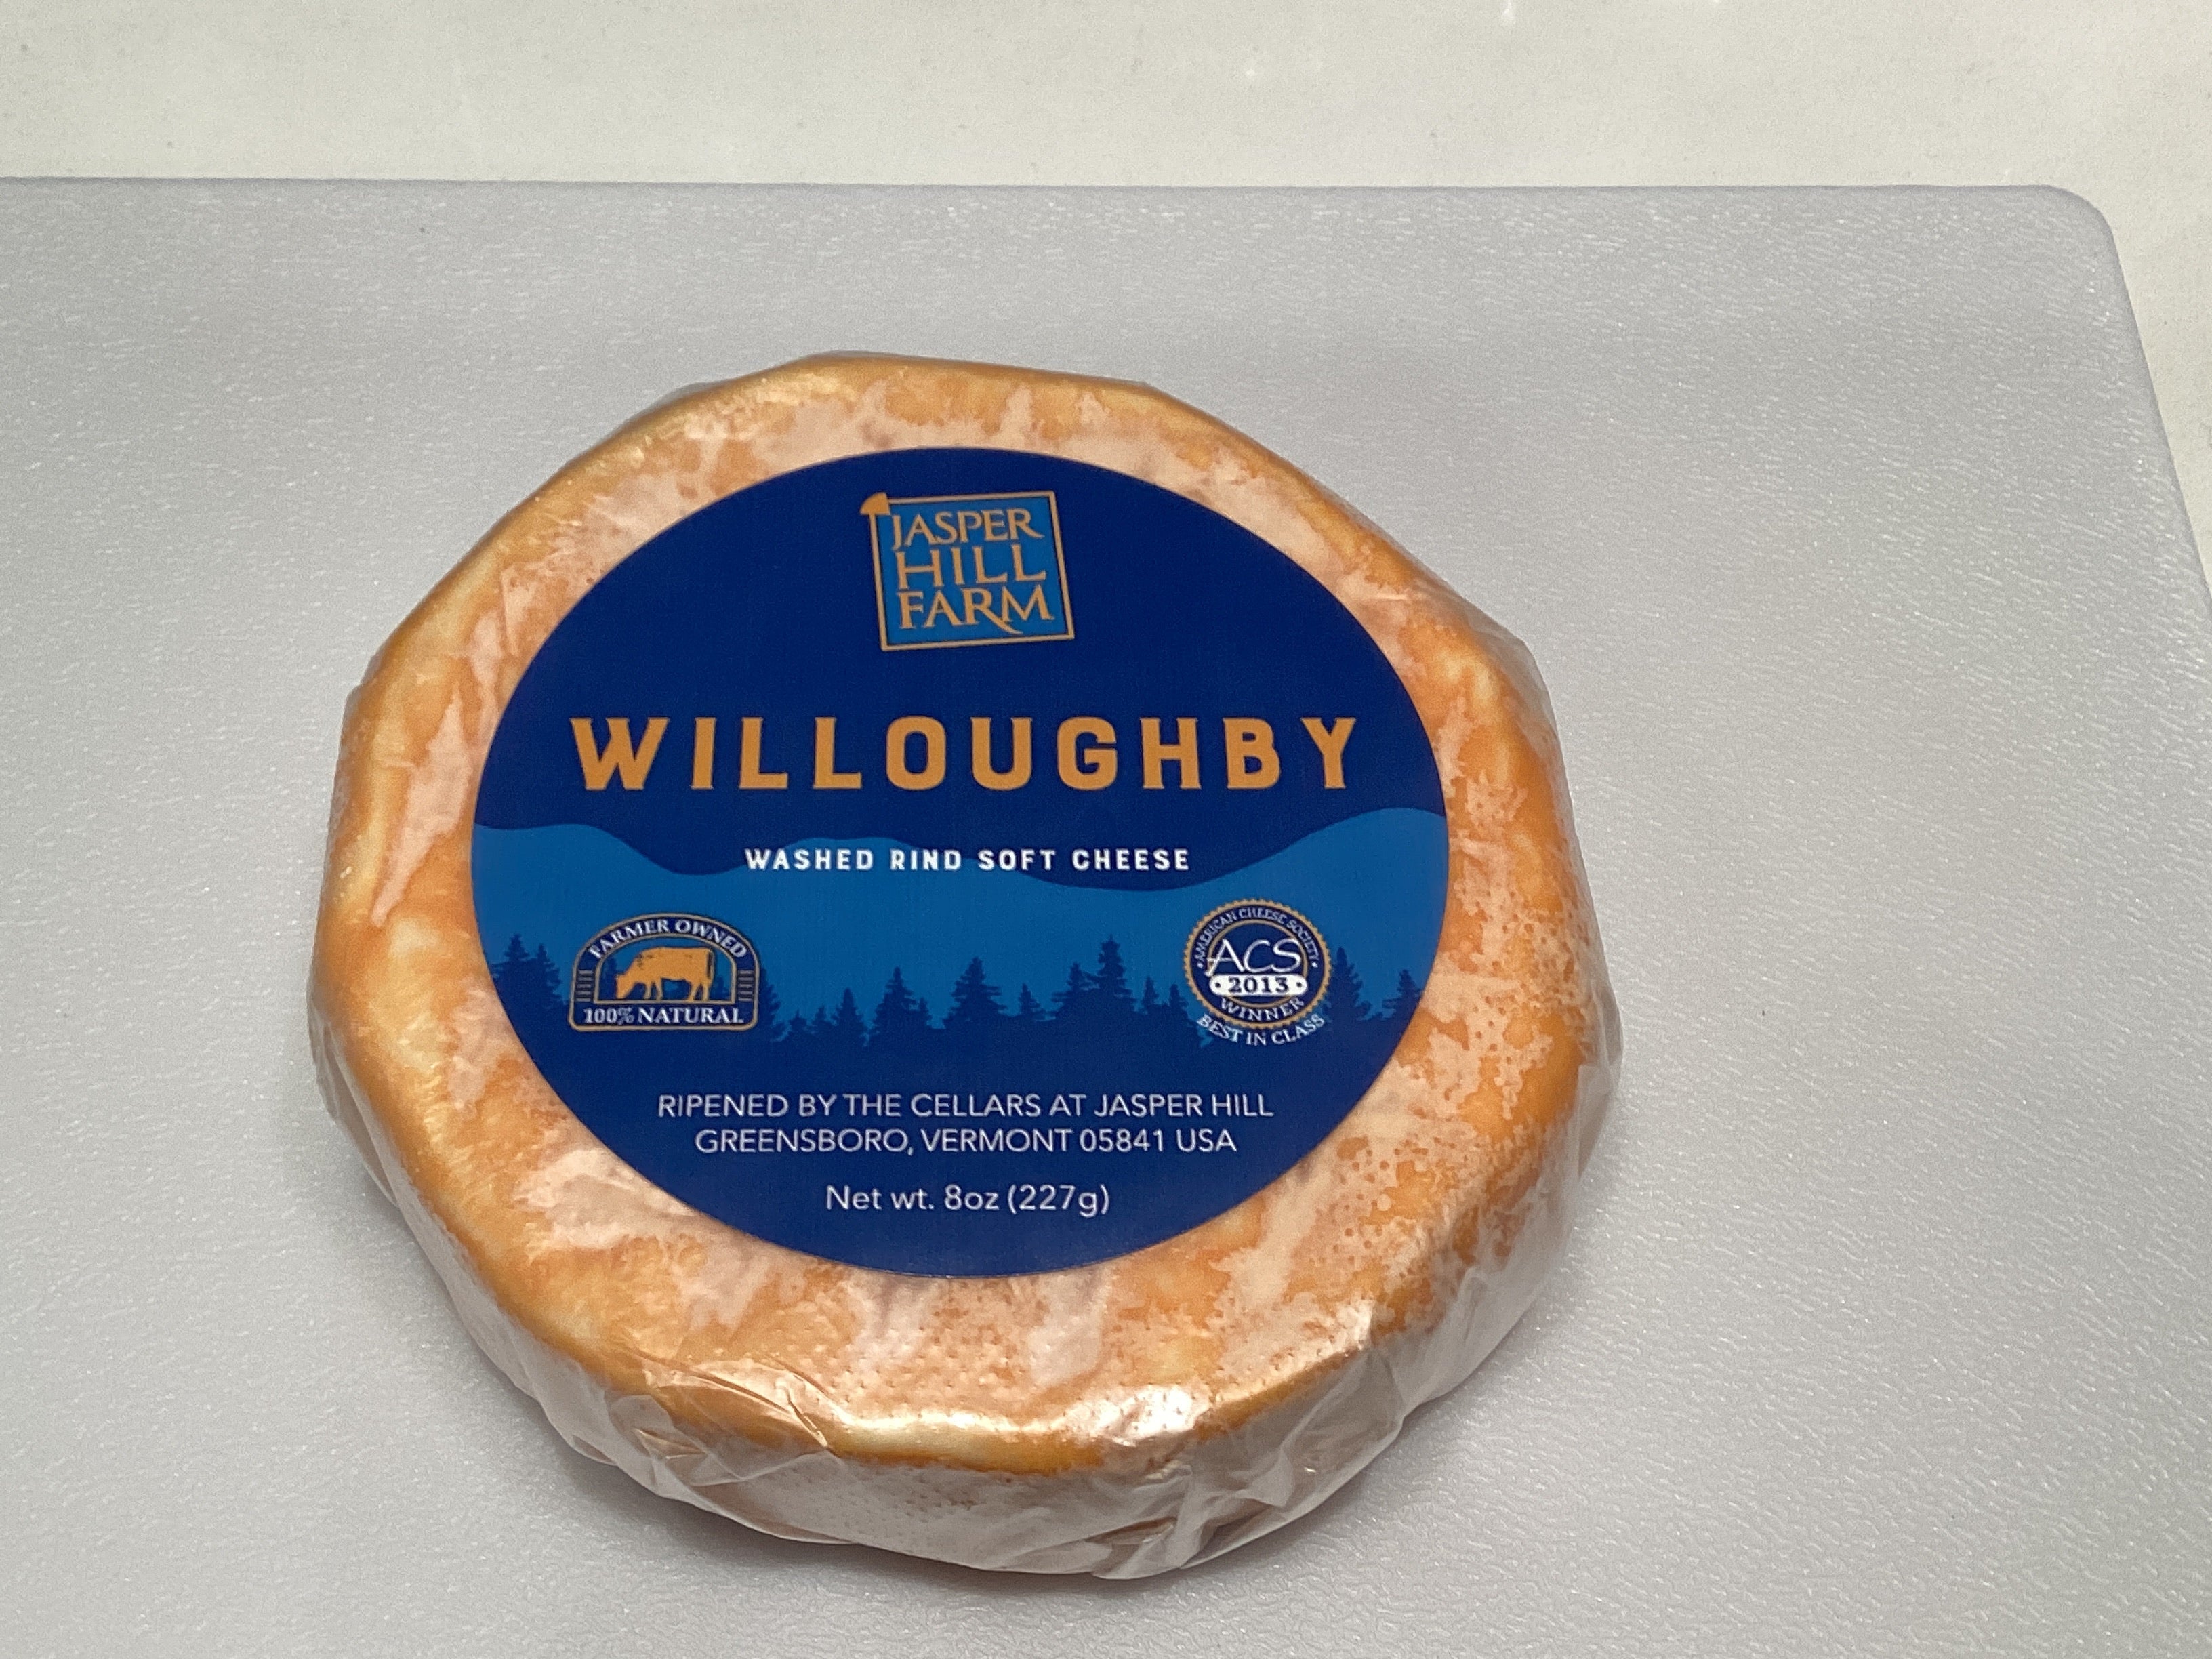 JASPER
HILL
FARM
WILLOUGHBY
WASHED RIND SOFT CHEESE
FARMER OWNED
100% NATURAL
AMERICAN CHEESE SOCIETY
ACS
2013
WINNER
BEST IN CLASS
RIPENED BY THE CELLARS AT JASPER HILL
GREENSBORO, VERMONT 05841 USA
Net wt. 8oz (227g)